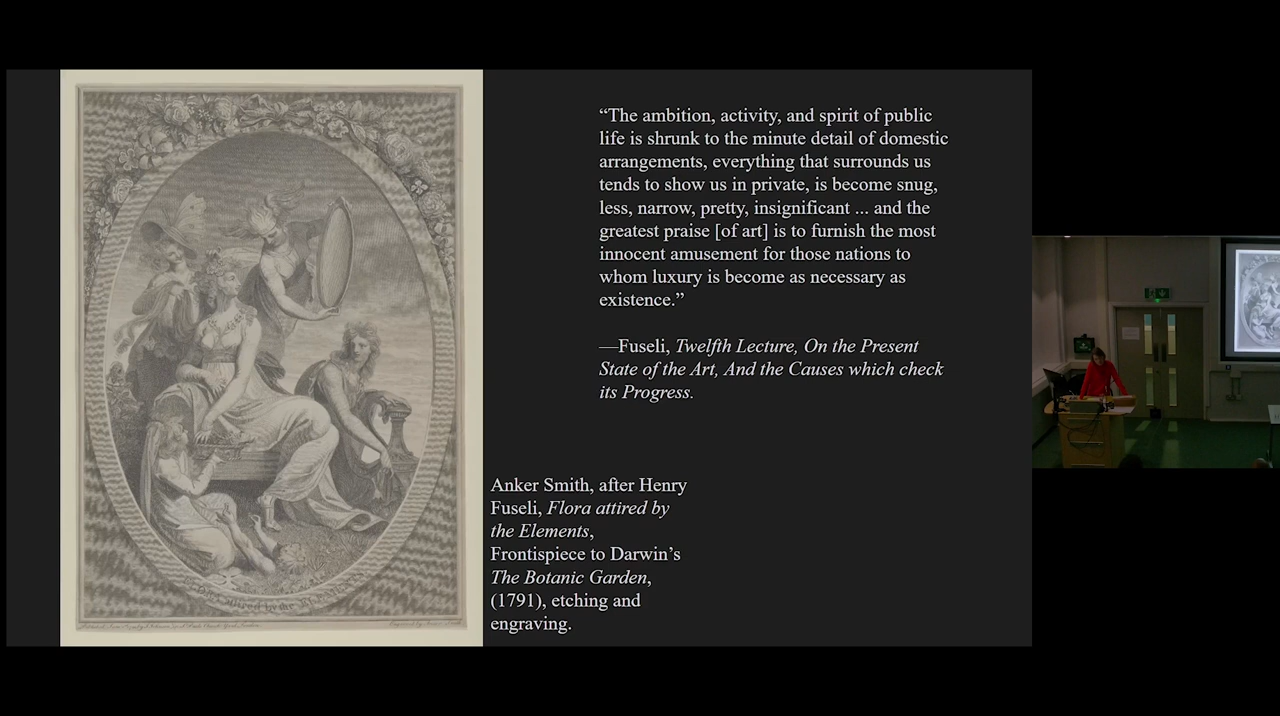 “The ambition, activity, and spirit of public
life is shrunk to the minute detail of domestic
arrangements, everything that surrounds us
tends to show us in private, is become snug,
less, narrow, pretty, insignificant ... and the
greatest praise [of art] is to furnish the most
innocent amusement for those nations to
whom luxury is become as necessary as
existence.”
—Fuseli, Twelfth Lecture, On the Present
State of the Art, And the Causes which check
its Progress.
Anker Smith, after Henry
Fuseli, Flora attired by
the Elements,
Frontispiece to Darwin’s
The Botanic Garden,
(1791), etching and
engraving.